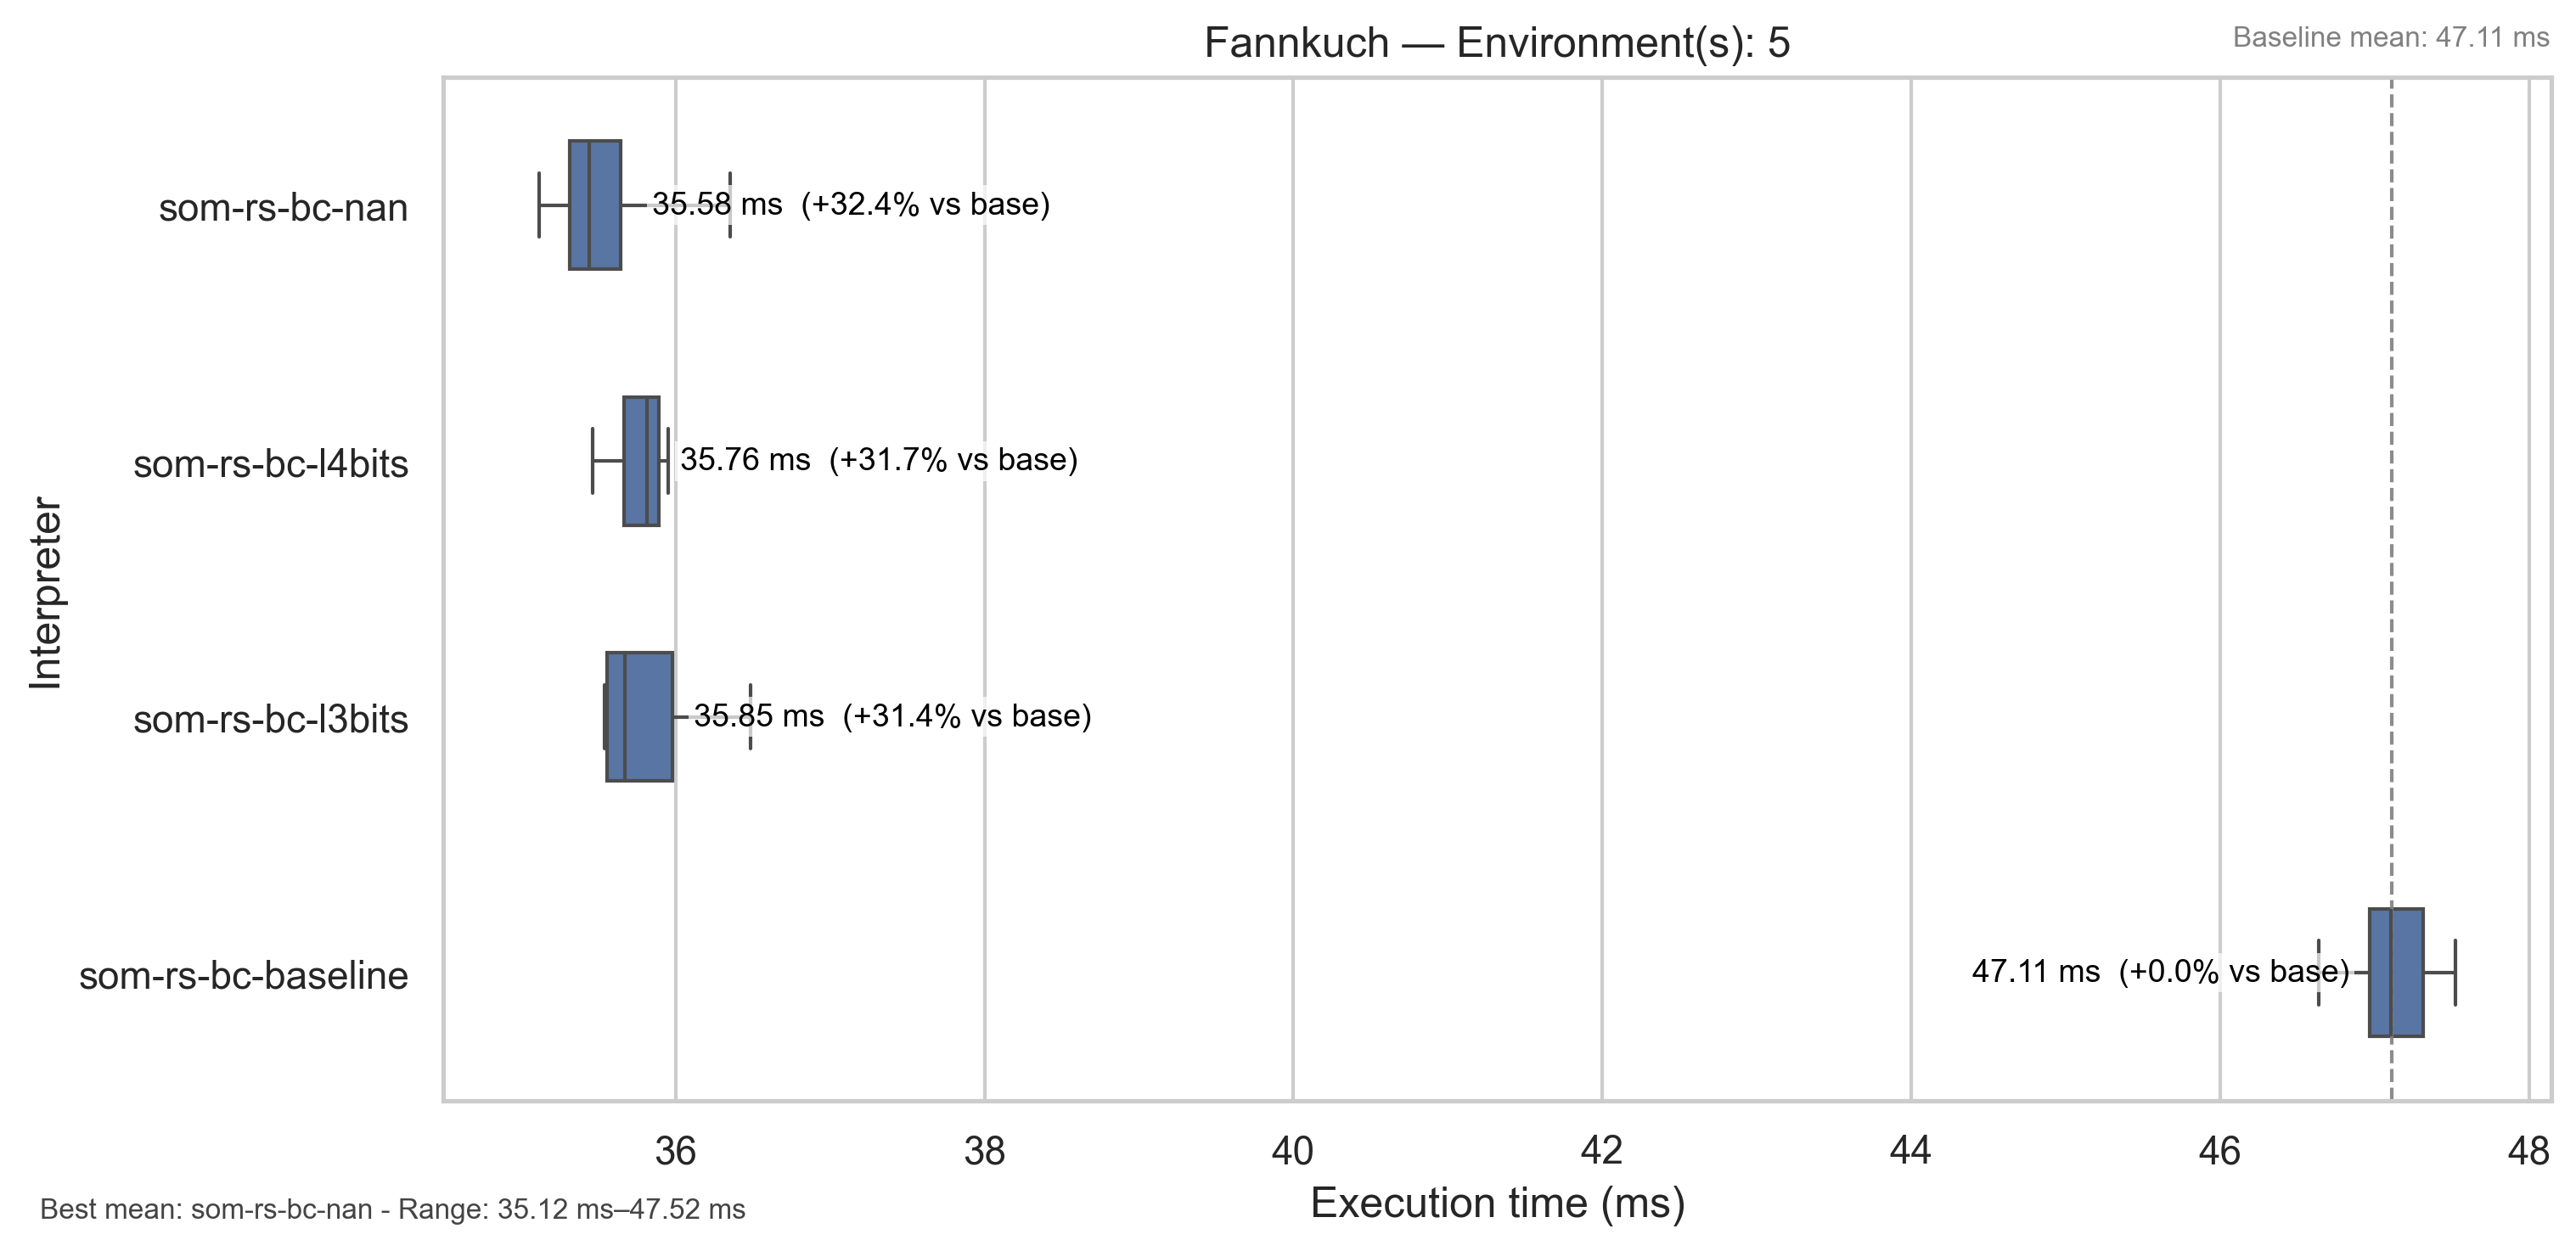 Fannkuch — Environment(s): 5
Baseline mean: 47.11 ms
Interpreter
som-rs-bc-nan
35.58 ms  (+32.4% vs base)
som-rs-bc-l4bits
35.76 ms  (+31.7% vs base)
som-rs-bc-l3bits
35.85 ms  (+31.4% vs base)
som-rs-bc-baseline
47.11 ms  (+0.0% vs base)
36 38 40 42 44 46 48
Execution time (ms)
Best mean: som-rs-bc-nan - Range: 35.12 ms–47.52 ms